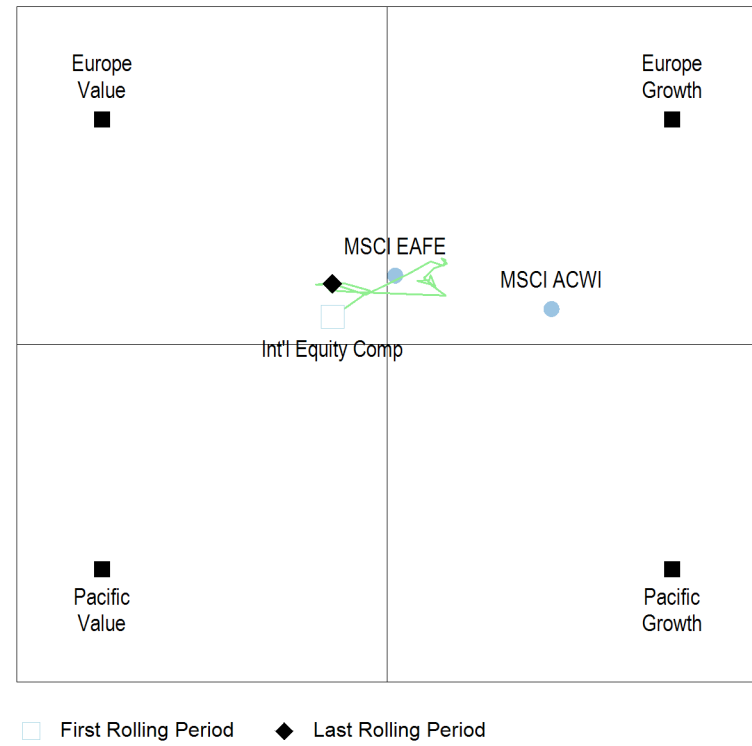 Europe
Value
Europe
Growth
MSCI EAFE
MSCI ACWI
Int'l Equity Comp
Pacific
Value
Pacific
Growth
First Rolling Period
Last Rolling Period